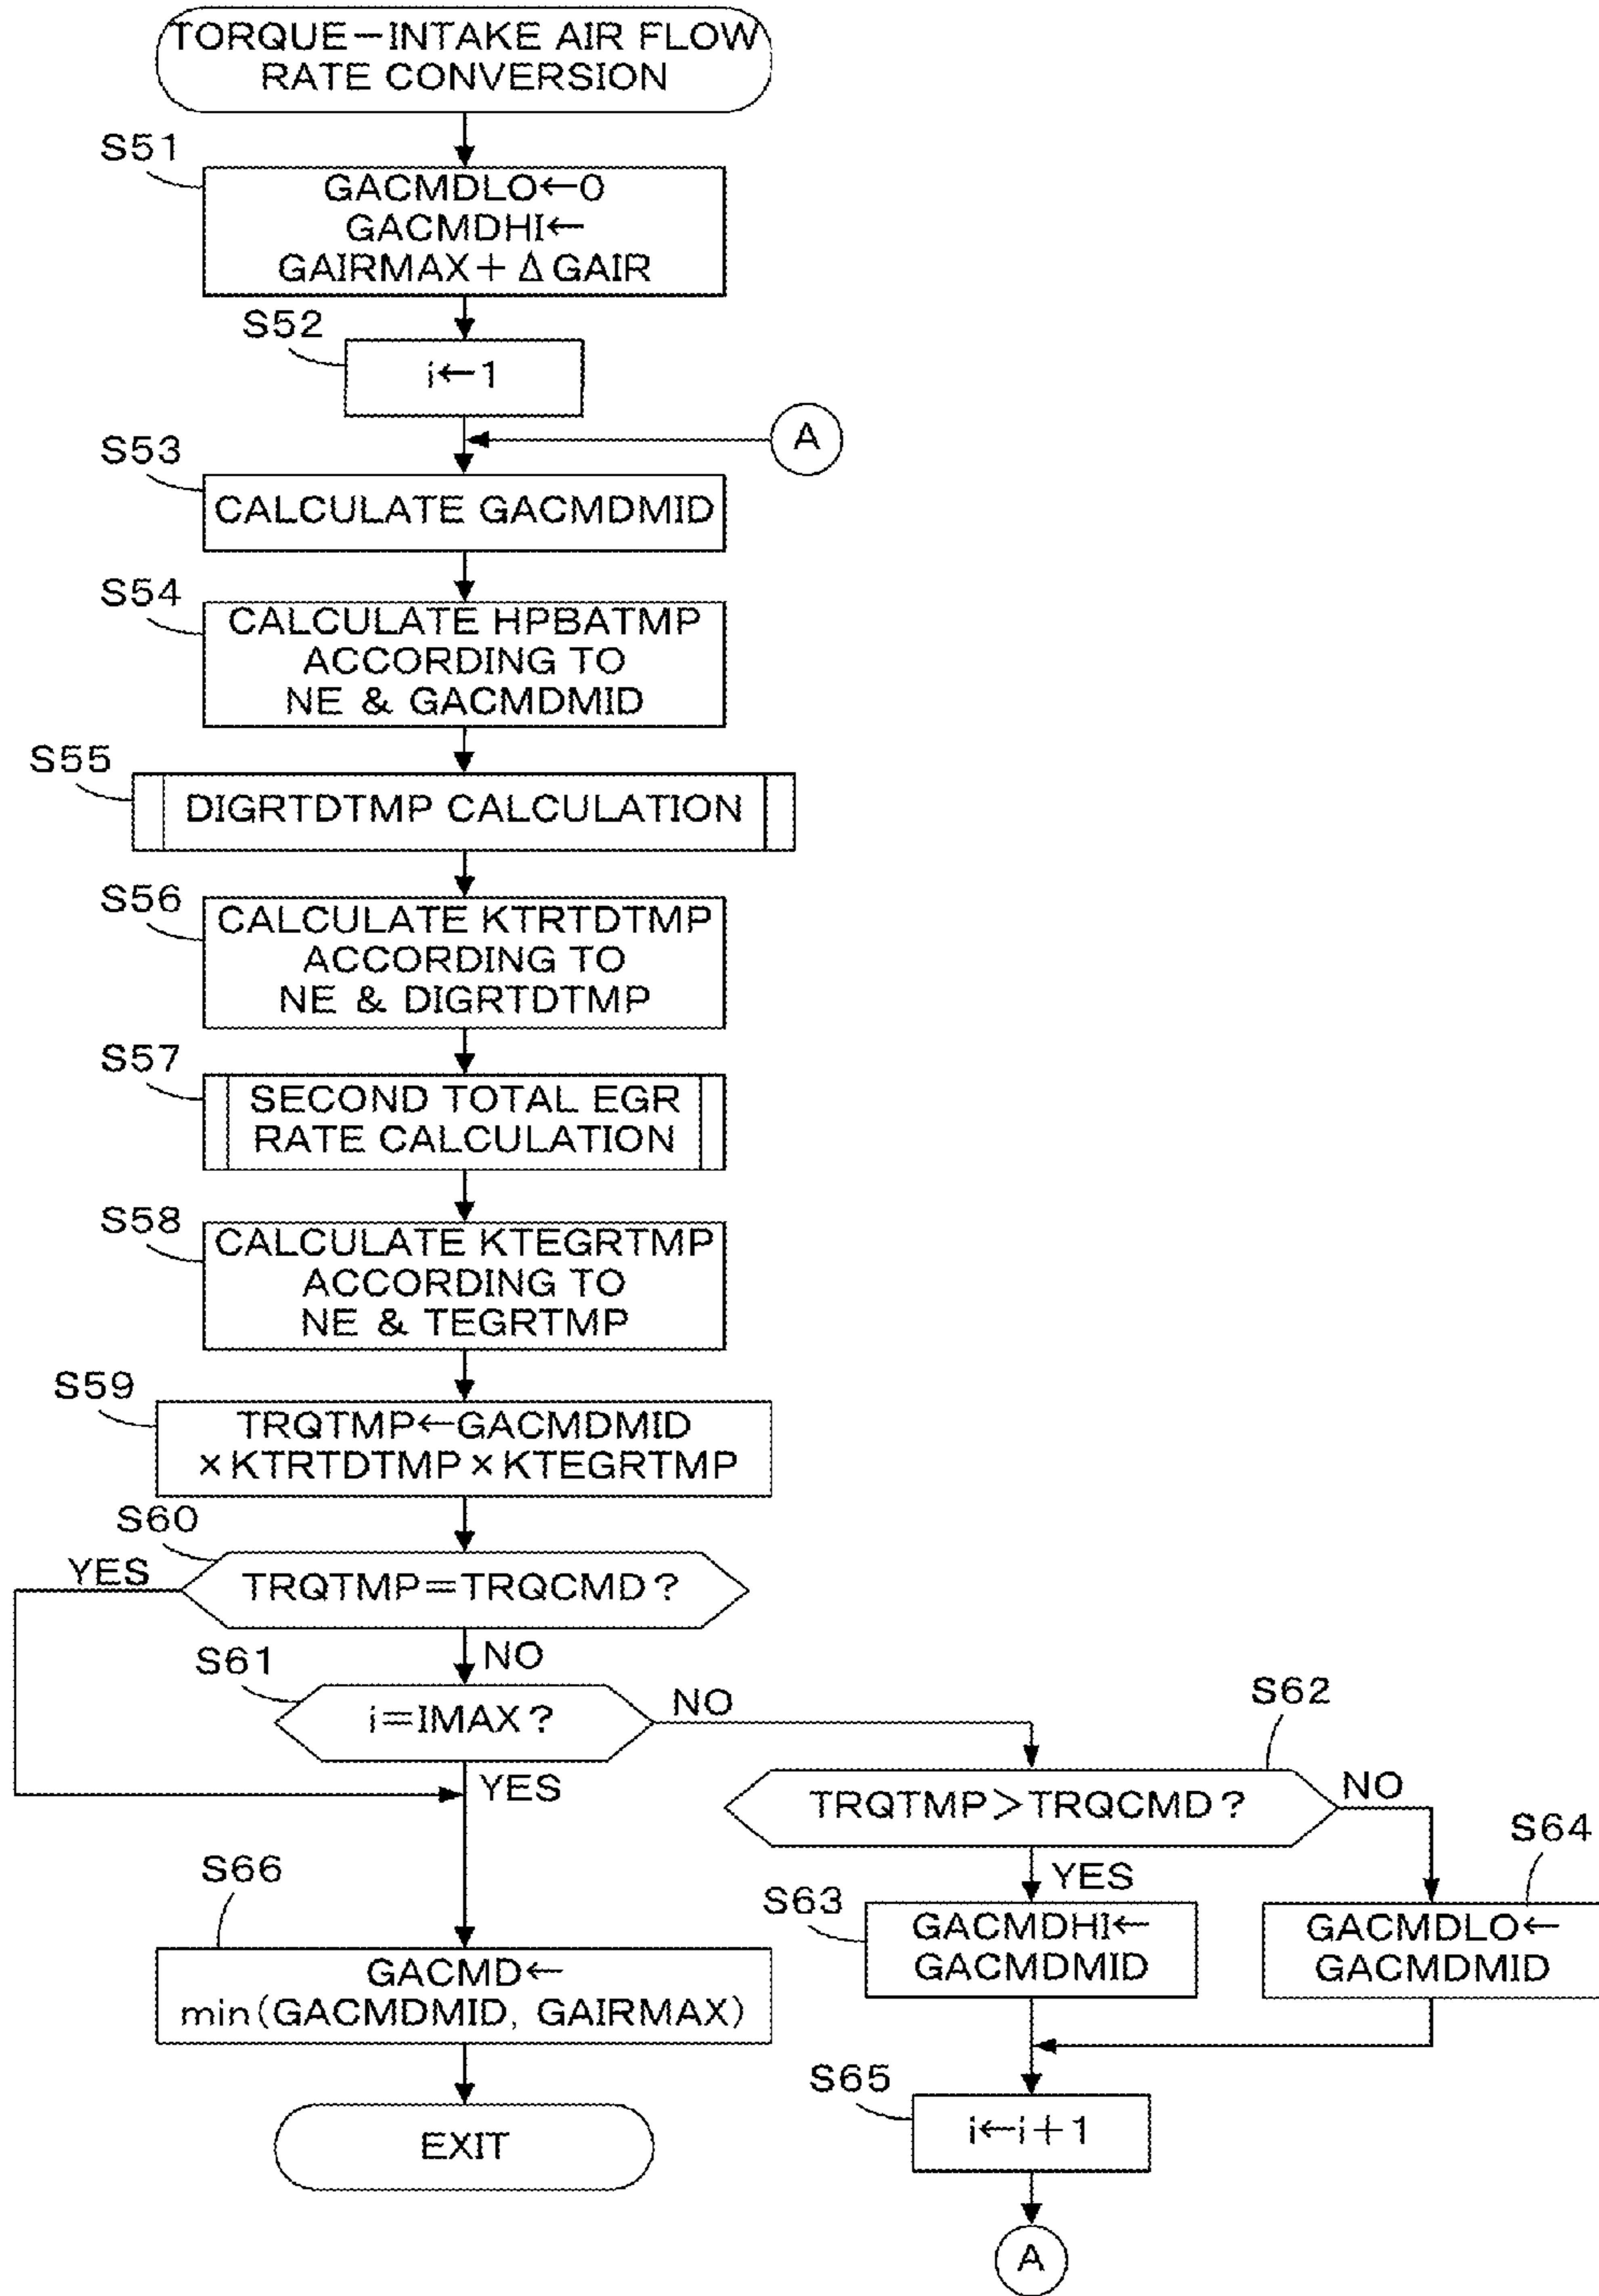 TORQUE-INTAKE AIR FLOW
RATE CONVERSION
S51
GACMDLO←0
GACMDHI←
GAIRMAX+ΔGAIR
S52
i←1
A
S53
CALCULATE GACMDMID
S54
CALCULATE HPBATMP
ACCORDING TO
NE & GACMDMID
S55
DIGRTDTMP CALCULATION
S56
CALCULATE KTRTDTMP
ACCORDING TO
NE & DIGRTDTMP
S57
SECOND TOTAL EGR
RATE CALCULATION
S58
CALCULATE KTEGRTMP
ACCORDING TO
NE & TEGRTMP
S59
TRQTMP←GACMDMID
×KTRTDTMP×KTEGRTMP
S60
YES
TRQTMP=TRQCMD?
NO
S61
i=IMAX?
NO
YES
S62
TRQTMP>TRQCMD?
NO
YES
S63
GACMDHI←
GACMDMID
S64
GACMDLO←
GACMDMID
S65
i←i+1
A
S66
GACMD←
min(GACMDMID, GAIRMAX)
EXIT